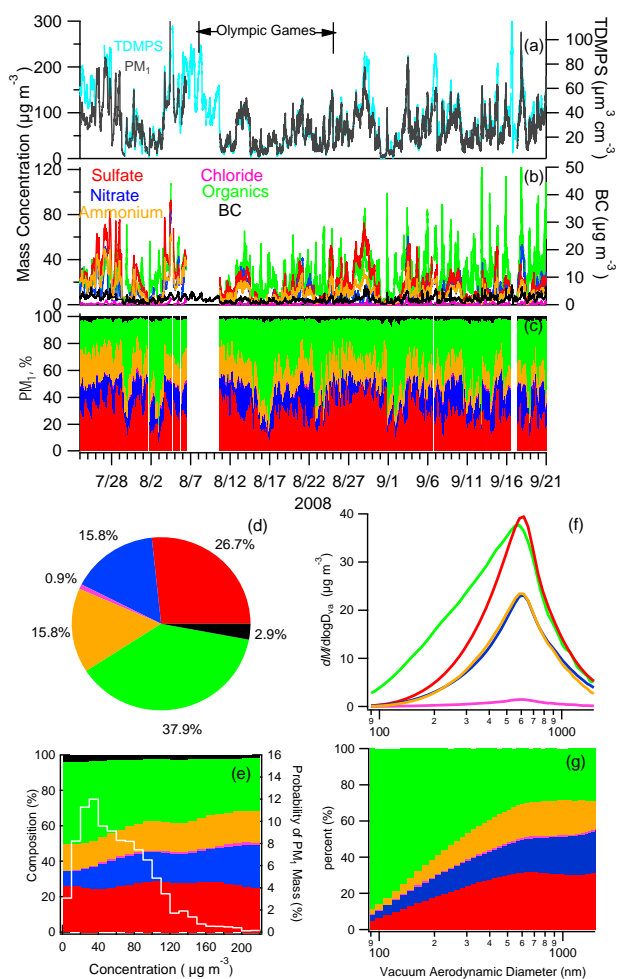 Olympic Games
TDMPS
PM1
(a)
300
200
100
0
Mass Concentration (µg m-3)
100
80
60
40
20
TDMPS (µm3 cm-3)
Sulfate
Nitrate
Ammonium
Chloride
Organics
BC
(b)
120
80
40
0
50
40
30
20
10
0
BC (µg m-3)
(c)
100
80
60
40
20
0
PM1, %
7/28 8/2 8/7 8/12 8/17 8/22 8/27 9/1 9/6 9/11 9/16 9/21
2008
(d)
15.8%
26.7%
0.9%
15.8%
2.9%
37.9%
(f)
40
30
20
10
0
dM/dlogDva (µg m-3)
9 100 2 3 4 5 6 7 8 9 1000
(e)
100
80
60
40
20
0
Composition (%)
16
14
12
10
8
6
4
2
0
Probability of PM1 Mass (%)
0 40 80 120 160 200
Concentration ( µg m-3)
(g)
100
80
60
40
20
0
percent (%)
9 100 2 3 4 5 6 7 8 9 1000
Vacuum Aerodynamic Diameter (nm)